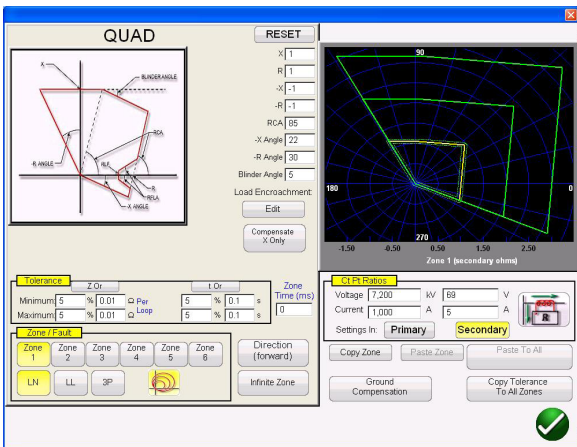 QUAD
RESET
X 1
R 1
-X -1
-R -1
RCA 85
-X Angle 22
-R Angle 30
Blinder Angle 5
Load Encroachment:
Edit
Compensate
X Only
X
BLINDER ANGLE
-R ANGLE
RLF
RCA
R
RFLA
X ANGLE
90
180
0
270
-1.50 -0.50 0.50 1.50 2.50
Zone 1 (secondary ohms)
Tolerance
Z Or
t Or
Minimum: 5 % 0.01 Ω Per 5 % 0.1 s
Maximum: 5 % 0.01 Ω Loop 5 % 0.1 s
Zone
Time (ms)
0
Zone / Fault
Zone 1
Zone 2
Zone 3
Zone 4
Zone 5
Zone 6
LN
LL
3P
Direction
(forward)
Infinite Zone
Ct Pt Ratios
Voltage 7,200 kV 69 V
Current 1,000 A 5 A
Settings In: Primary Secondary
R
Copy Zone
Paste Zone
Paste To All
Ground
Compensation
Copy Tolerance
To All Zones